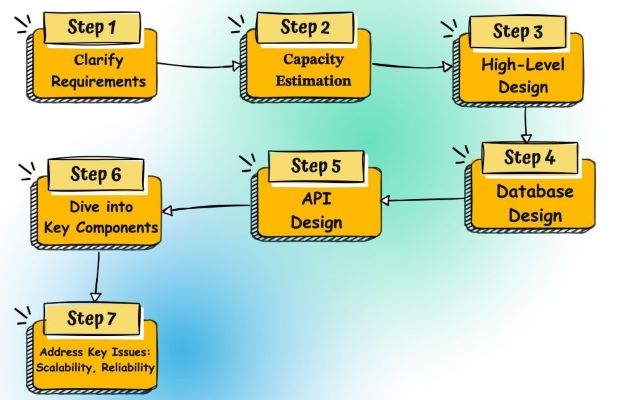 Step 1
Clarify
Requirements
Step 2
Capacity
Estimation
Step 3
High-Level
Design
Step 4
Database
Design
Step 5
API
Design
Step 6
Dive into
Key Components
Step 7
Address Key Issues:
Scalability, Reliability